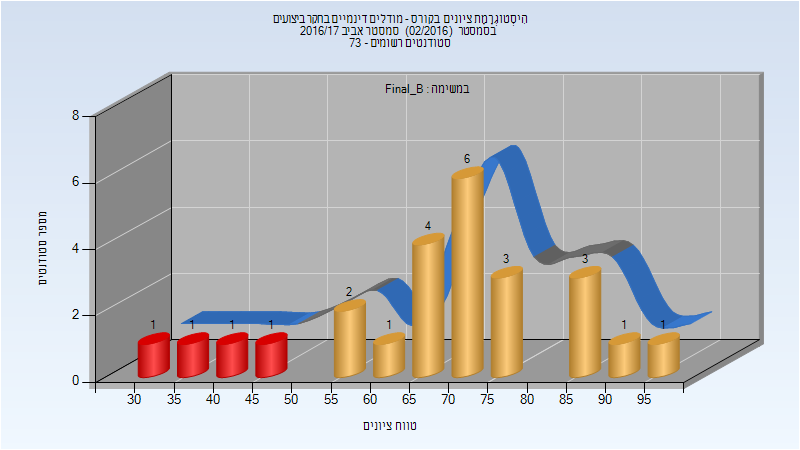 הִיסְטוֹגְרָמַת ציונים בקורס - מודלים דינמיים בחקר ביצועים
בסמסטר (02/2016) סמסטר אביב 2016/17
סטודנטים רשומים - 73
במשימה : Final_B
מספר סטודנטים
8
6
4
2
0
1 1 1 1 2 1 4 6 3 3 1 1
30 35 40 45 50 55 60 65 70 75 80 85 90 95
טווח ציונים